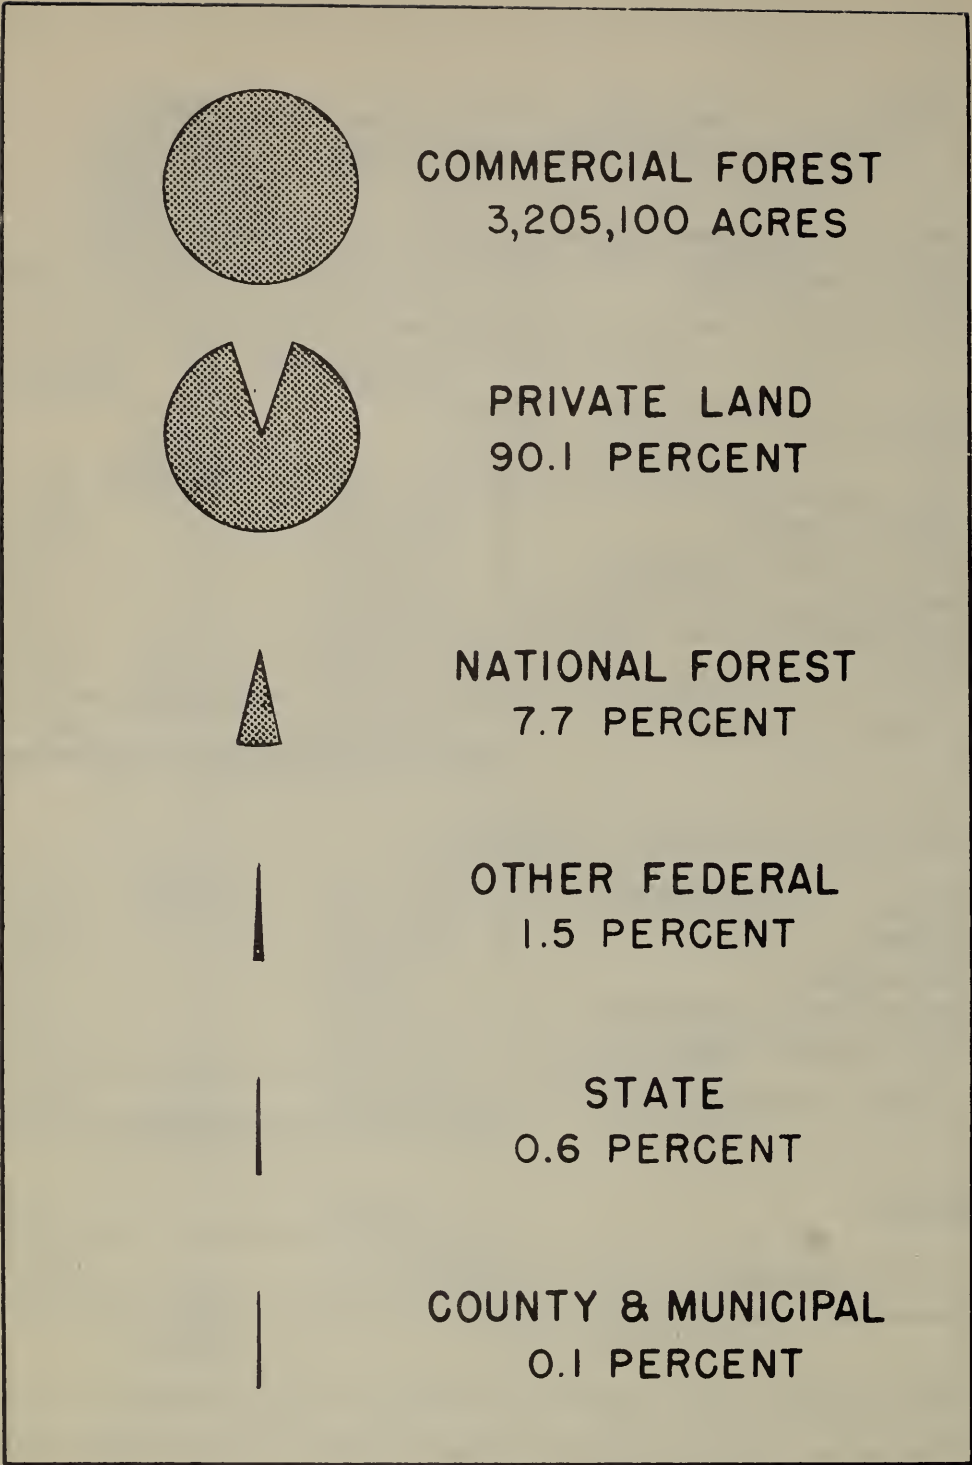 COMMERCIAL FOREST
3,205,100 ACRES
PRIVATE LAND
90.1 PERCENT
NATIONAL FOREST
7.7 PERCENT
OTHER FEDERAL
1.5 PERCENT
STATE
0.6 PERCENT
COUNTY & MUNICIPAL
0.1 PERCENT